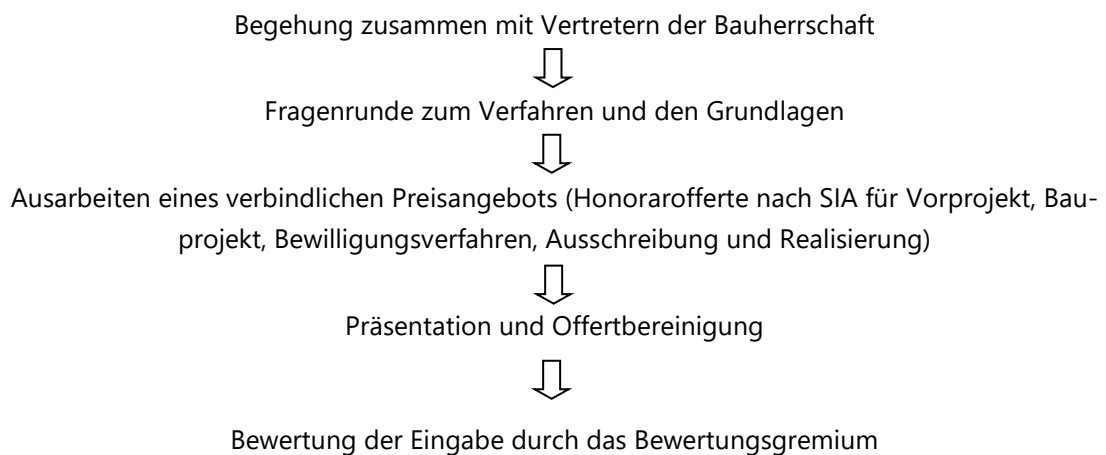 Begehung zusammen mit Vertretern der Bauherrschaft
Fragenrunde zum Verfahren und den Grundlagen
Ausarbeiten eines verbindlichen Preisangebots (Honorarofferte nach SIA für Vorprojekt, Bau-
projekt, Bewilligungsverfahren, Ausschreibung und Realisierung)
Präsentation und Offertbereinigung
Bewertung der Eingabe durch das Bewertungsgremium